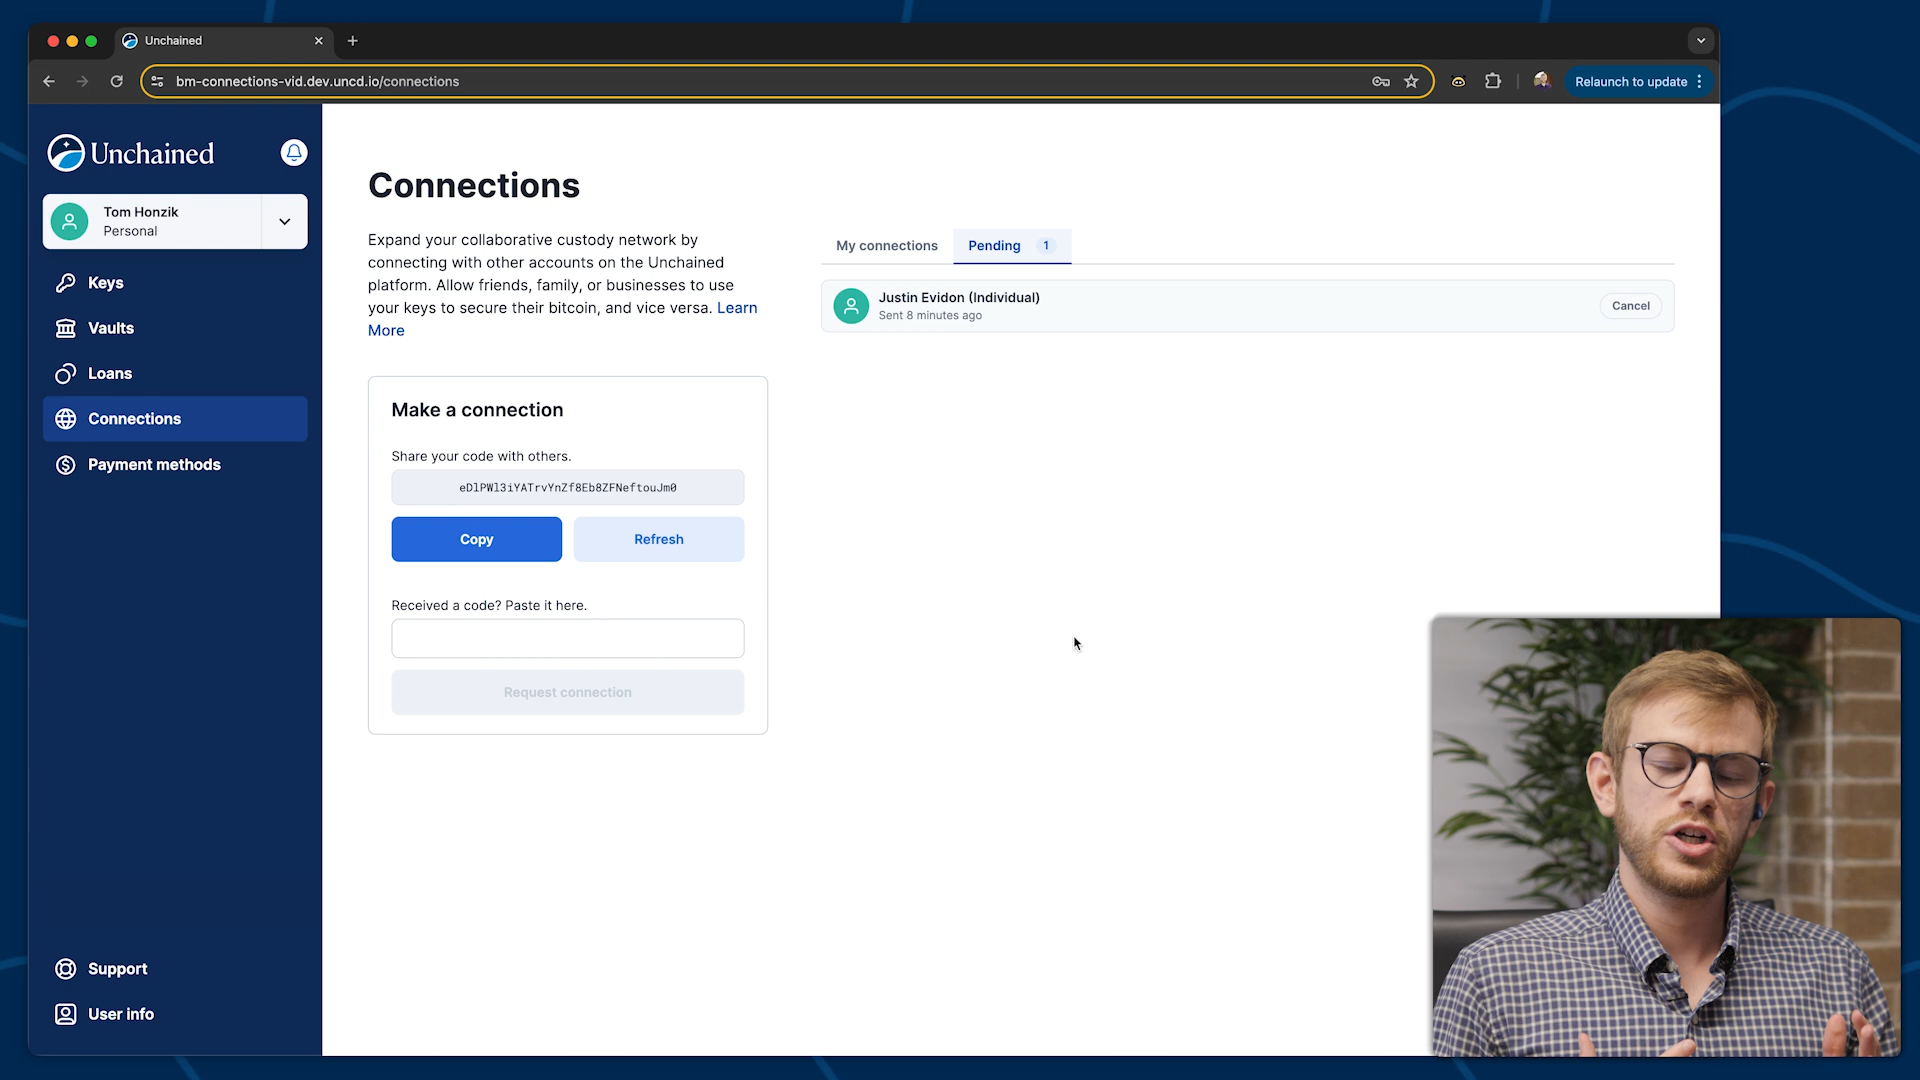 Unchained
bm-connections-vid.dev.uncd.io/connections
Relaunch to update
Unchained
Tom Honzik
Personal
Keys
Vaults
Loans
Connections
Payment methods
Support
User info
Connections
Expand your collaborative custody network by
connecting with other accounts on the Unchained
platform. Allow friends, family, or businesses to use
your keys to secure their bitcoin, and vice versa. Learn
More
Make a connection
Share your code with others.
eDlPWl3iYATrvYnZf8Eb8ZFNeftouJm0
Copy
Refresh
Received a code? Paste it here.
Request connection
My connections
Pending 1
Justin Evidon (Individual)
Sent 8 minutes ago
Cancel